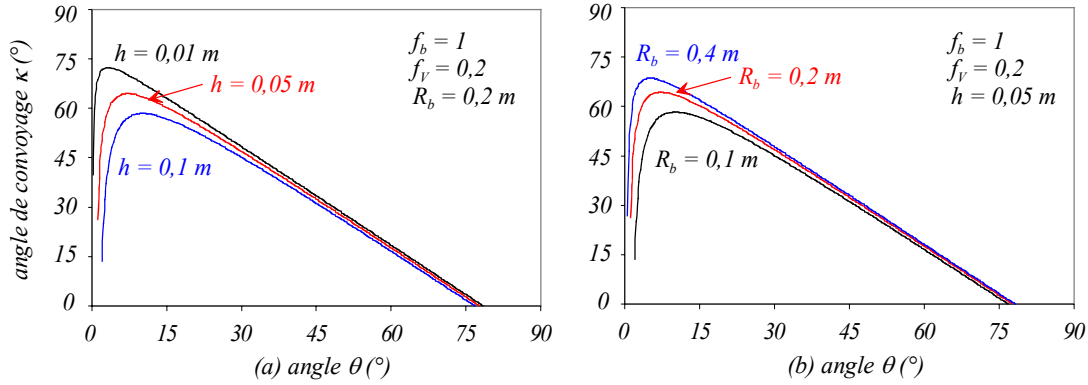 angle de convoyage κ (°)
90
75
60
45
30
15
0
h = 0,01 m
h = 0,05 m
h = 0,1 m
f_b = 1
f_V = 0,2
R_b = 0,2 m
0 15 30 45 60 75 90
(a) angle θ (°)
90
75
60
45
30
15
0
R_b = 0,4 m
R_b = 0,2 m
R_b = 0,1 m
f_b = 1
f_V = 0,2
h = 0,05 m
0 15 30 45 60 75 90
(b) angle θ (°)